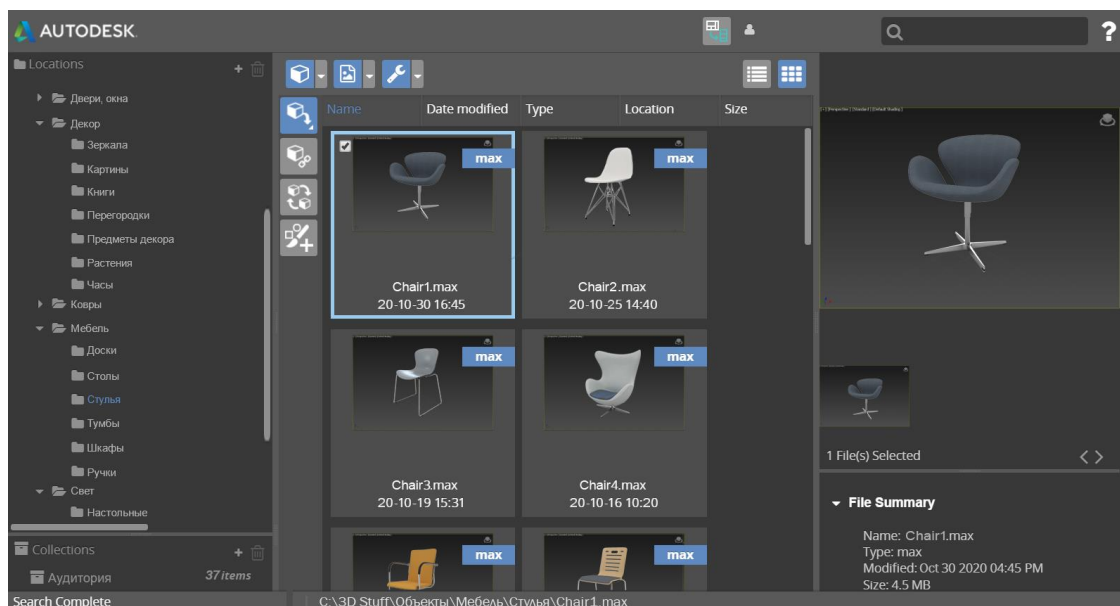 AUTODESK
?
Locations +
Двери, окна
Декор
Зеркала
Картины
Книги
Перегородки
Предметы декора
Растения
Часы
Ковры
Мебель
Доски
Столы
Стулья
Тумбы
Шкафы
Ручки
Свет
Настольные
Collections +
Аудитория 37 items
Search Complete
Name Date modified Type Location Size
max
Chair1.max
20-10-30 16:45
max
Chair2.max
20-10-25 14:40
max
Chair3.max
20-10-19 15:31
max
Chair4.max
20-10-16 10:20
max
max
C:\3D Stuff\Объекты\Мебель\Стулья\Chair1.max
[+] [Perspective] [Standard] [Default Shading]
1 File(s) Selected < >
File Summary
Name: Chair1.max
Type: max
Modified: Oct 30 2020 04:45 PM
Size: 4.5 MB